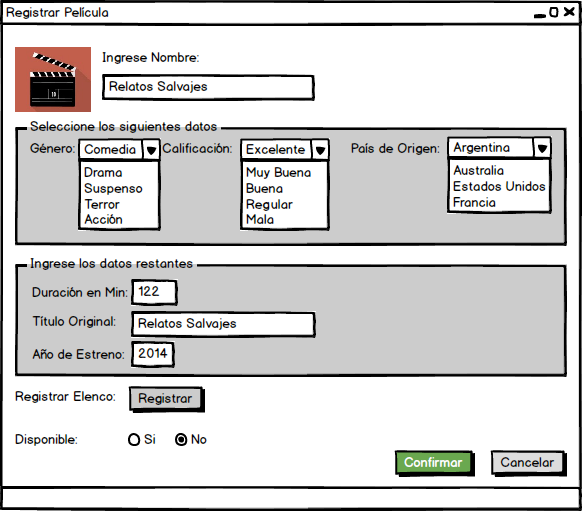 Registrar Película
Ingrese Nombre:
Relatos Salvajes
Seleccione los siguientes datos
Género: Comedia Calificación: Excelente País de Origen: Argentina
Drama Muy Buena Australia
Suspenso Buena Estados Unidos
Terror Regular Francia
Acción Mala
Ingrese los datos restantes
Duración en Min: 122
Título Original: Relatos Salvajes
Año de Estreno: 2014
Registrar Elenco: Registrar
Disponible: Si No
Confirmar Cancelar